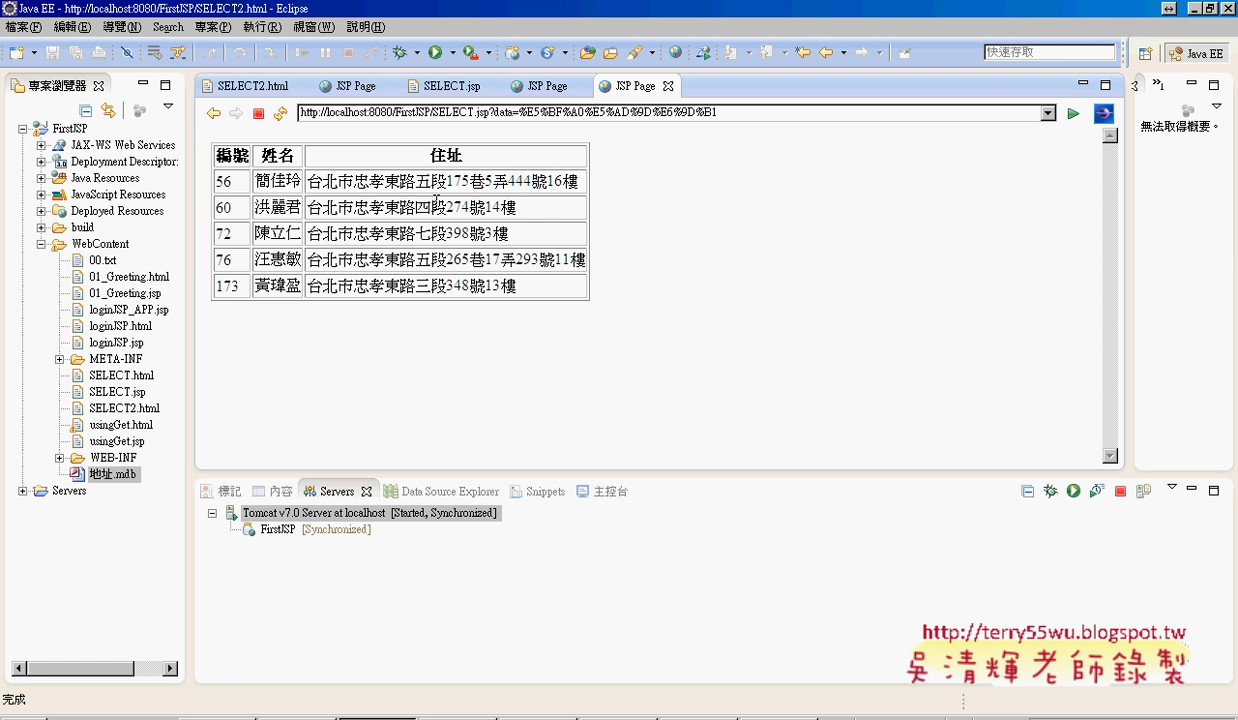 Java EE - http://localhost:8080/FirstJSP/SELECT2.html - Eclipse
檔案(F) 編輯(E) 導覽(N) Search 專案(P) 執行(R) 視窗(W) 說明(H)
快速存取
Java EE
專案瀏覽器
SELECT2.html JSP Page SELECT.jsp JSP Page JSP Page
http://localhost:8080/FirstJSP/SELECT.jsp?data=%E5%BF%A0%E5%AD%9D%E6%9D%B1
無法取得概要。
FirstJSP
JAX-WS Web Services
Deployment Descriptor:
Java Resources
JavaScript Resources
Deployed Resources
build
WebContent
00.txt
01_Greeting.html
01_Greeting.jsp
loginJSP_APP.jsp
loginJSP.html
loginJSP.jsp
META-INF
SELECT.html
SELECT.jsp
SELECT2.html
usingGet.html
usingGet.jsp
WEB-INF
地址.mdb
Servers
編號 姓名 住址
56 簡佳玲 台北市忠孝東路五段175巷5弄444號16樓
60 洪麗君 台北市忠孝東路四段274號14樓
72 陳立仁 台北市忠孝東路七段398號3樓
76 汪惠敏 台北市忠孝東路五段265巷17弄293號11樓
173 黃瑋盈 台北市忠孝東路三段348號13樓
標記 內容 Servers Data Source Explorer Snippets 主控台
Tomcat v7.0 Server at localhost [Started, Synchronized]
FirstJSP [Synchronized]
http://terry55wu.blogspot.tw
吳清輝老師錄製
完成